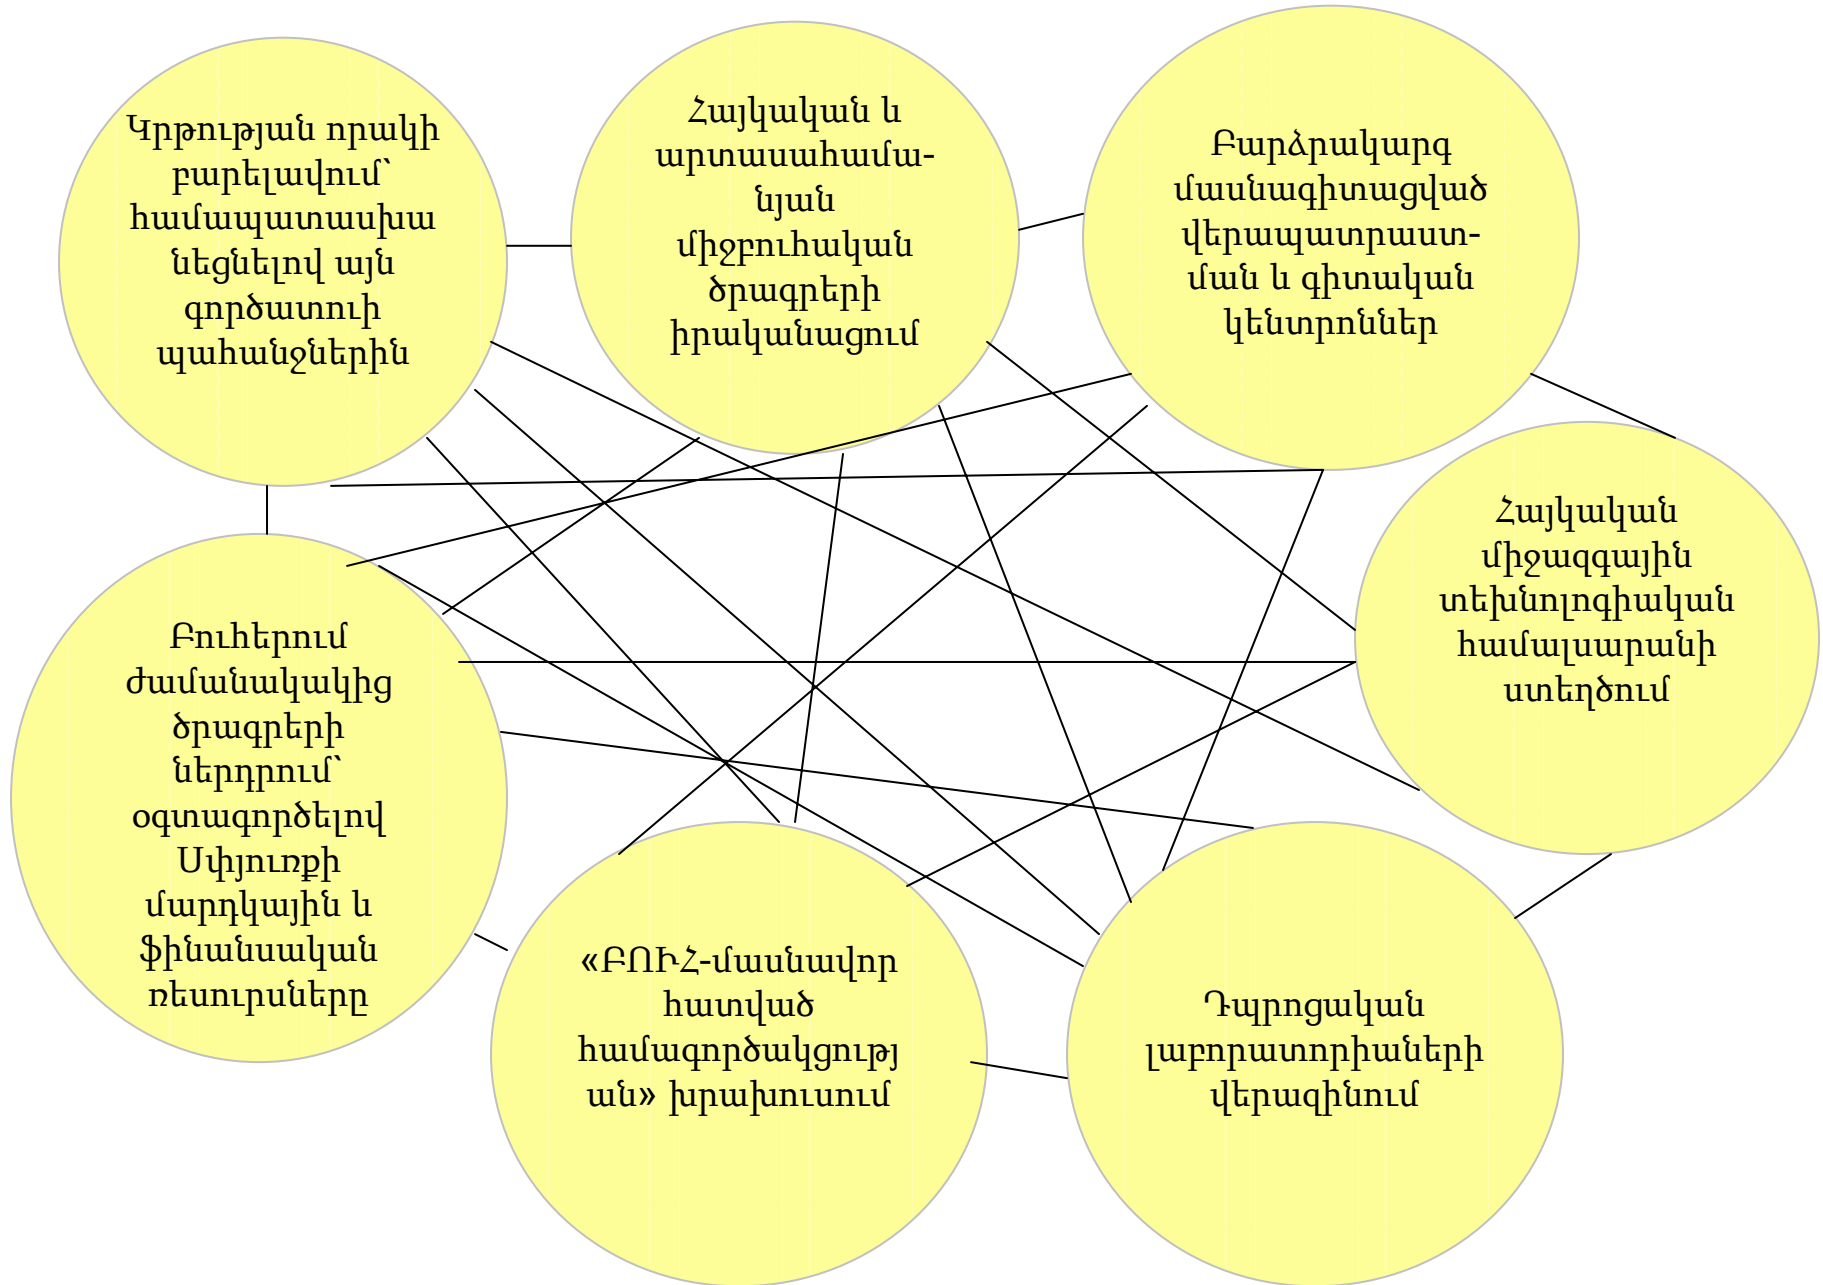 Կրթության որակի
բարելավում՝
համապատասխա
նեցնելով այն
գործատուի
պահանջներին
Հայկական և
արտասահմա-
նյան
միջբուհական
ծրագրերի
իրականացում
Բարձրակարգ
մասնագիտացված
վերապատրաստ-
ման և գիտական
կենտրոններ
Հայկական
միջազգային
տեխնոլոգիական
համալսարանի
ստեղծում
Բուհերում
ժամանակակից
ծրագրերի
ներդրում՝
օգտագործելով
Սփյուռքի
մարդկային և
ֆինանսական
ռեսուրսները
«ԲՈՒՀ-մասնավոր
հատված
համագործակցությ
ան» խրախուսում
Դպրոցական
լաբորատորիաների
վերազինում